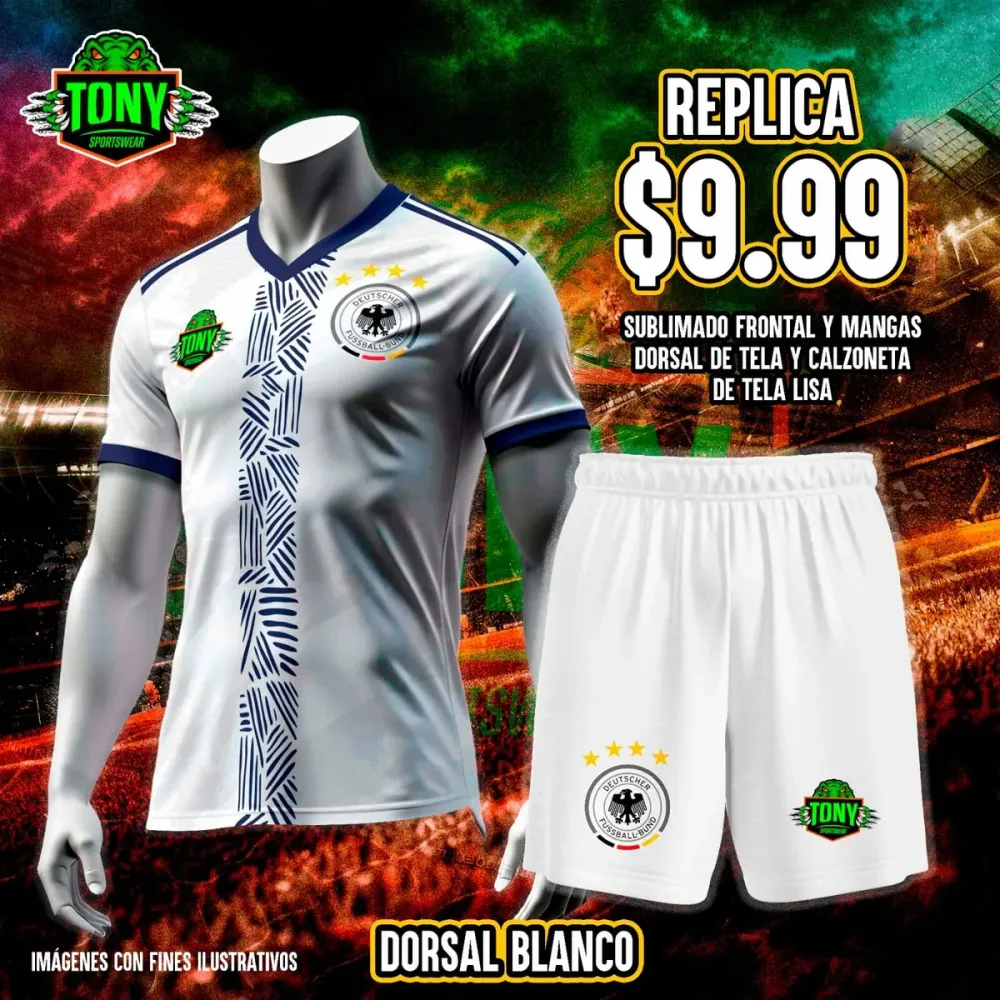 TONY
SPORTSWEAR
REPLICA
$9.99
SUBLIMADO FRONTAL Y MANGAS
DORSAL DE TELA Y CALZONETA
DE TELA LISA
TONY
DEUTSCHER
FUSSBALL-BUND
DEUTSCHER
FUSSBALL-BUND
TONY
SPORTSWEAR
IMÁGENES CON FINES ILUSTRATIVOS
DORSAL BLANCO